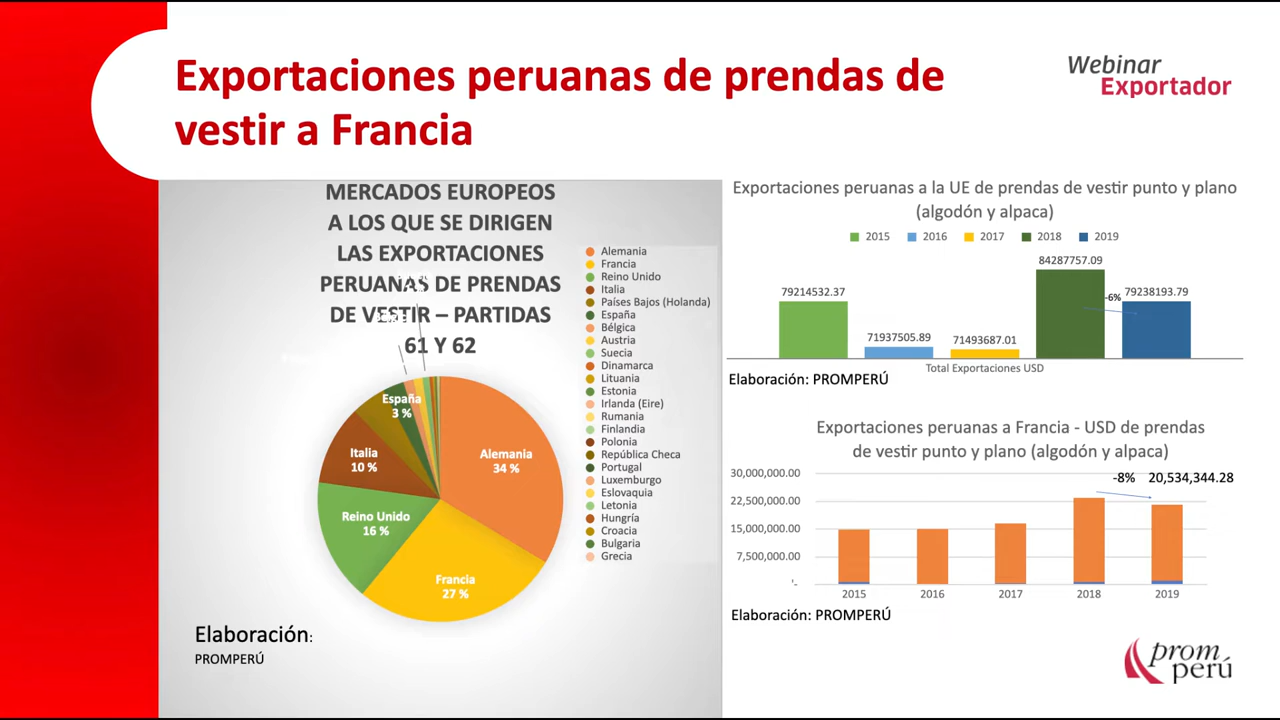 Exportaciones peruanas de prendas de
vestir a Francia
Webinar
Exportador
MERCADOS EUROPEOS
A LOS QUE SE DIRIGEN
LAS EXPORTACIONES
PERUANAS DE PRENDAS
DE VESTIR – PARTIDAS
61 Y 62
España
3 %
Italia
10 %
Alemania
34 %
Reino Unido
16 %
Francia
27 %
Alemania
Francia
Reino Unido
Italia
Países Bajos (Holanda)
España
Bélgica
Austria
Suecia
Dinamarca
Lituania
Estonia
Irlanda (Eire)
Rumania
Finlandia
Polonia
República Checa
Portugal
Luxemburgo
Eslovaquia
Letonia
Hungría
Croacia
Bulgaria
Grecia
Elaboración:
PROMPERÚ
Exportaciones peruanas a la UE de prendas de vestir punto y plano
(algodón y alpaca)
2015 2016 2017 2018 2019
79214532.37
71937505.89
71493687.01
84287757.09
-6%
79238193.79
Total Exportaciones USD
Elaboración: PROMPERÚ
Exportaciones peruanas a Francia - USD de prendas
de vestir punto y plano (algodón y alpaca)
30,000,000.00
22,500,000.00
15,000,000.00
7,500,000.00
'-
-8% 20,534,344.28
2015 2016 2017 2018 2019
Elaboración: PROMPERÚ
prom
perú